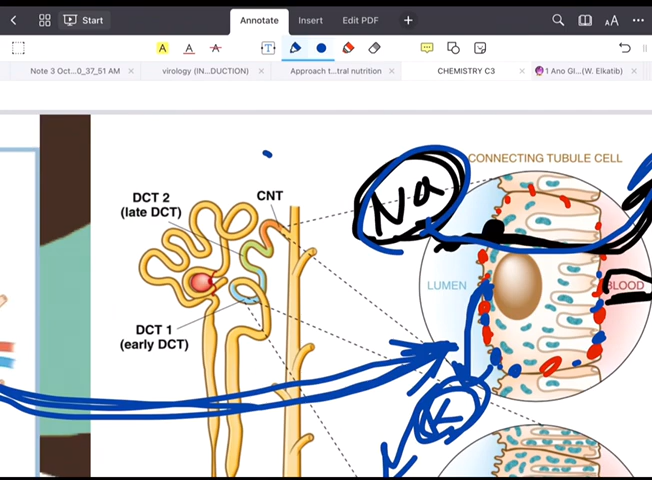 Start
Annotate
Insert
Edit PDF
Note 3 Oct...0_37_51 AM
virology (IN...DUCTION)
Approach t...tral nutrition
CHEMISTRY C3
1 Ano Gl...(W. Elkatib)
A
A
A
T
AA
CONNECTING TUBULE CELL
DCT 2
(late DCT)
CNT
Na
LUMEN
BLOOD
DCT 1
(early DCT)
K